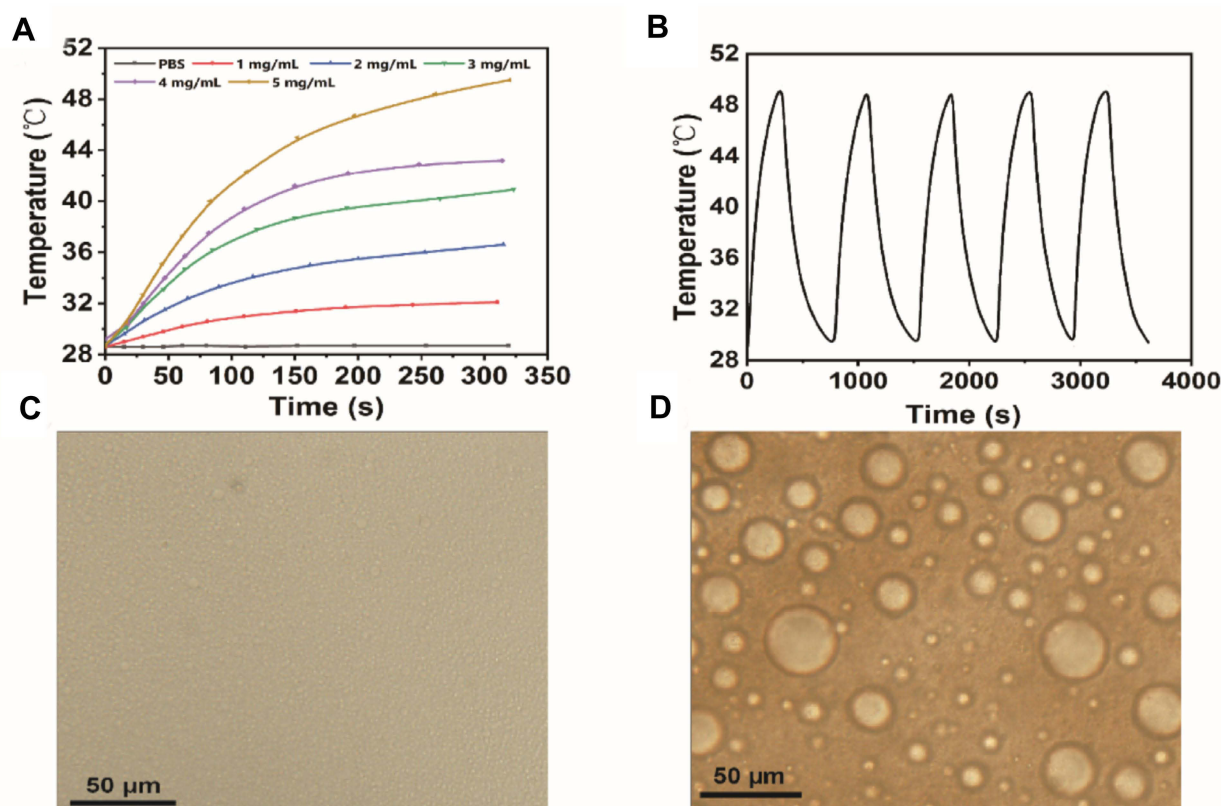 A
Temperature (℃)
52
48
44
40
36
32
28
PBS 1 mg/mL 2 mg/mL 3 mg/mL
4 mg/mL 5 mg/mL
0 50 100 150 200 250 300 350
Time (s)
B
Temperature (℃)
52
48
44
40
36
32
28
0 1000 2000 3000 4000
Time (s)
C
50 μm
D
50 μm